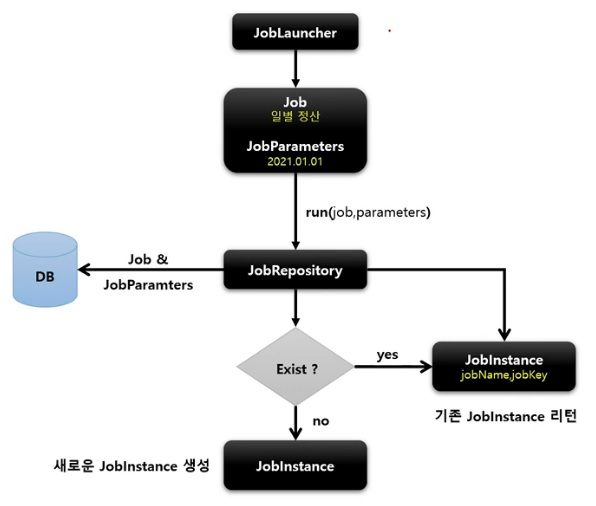 JobLauncher
Job
일별 정산
JobParameters
2021.01.01
run(job,parameters)
DB
Job &
JobParamters
JobRepository
Exist ?
yes
JobInstance
jobName,jobKey
기존 JobInstance 리턴
no
새로운 JobInstance 생성
JobInstance